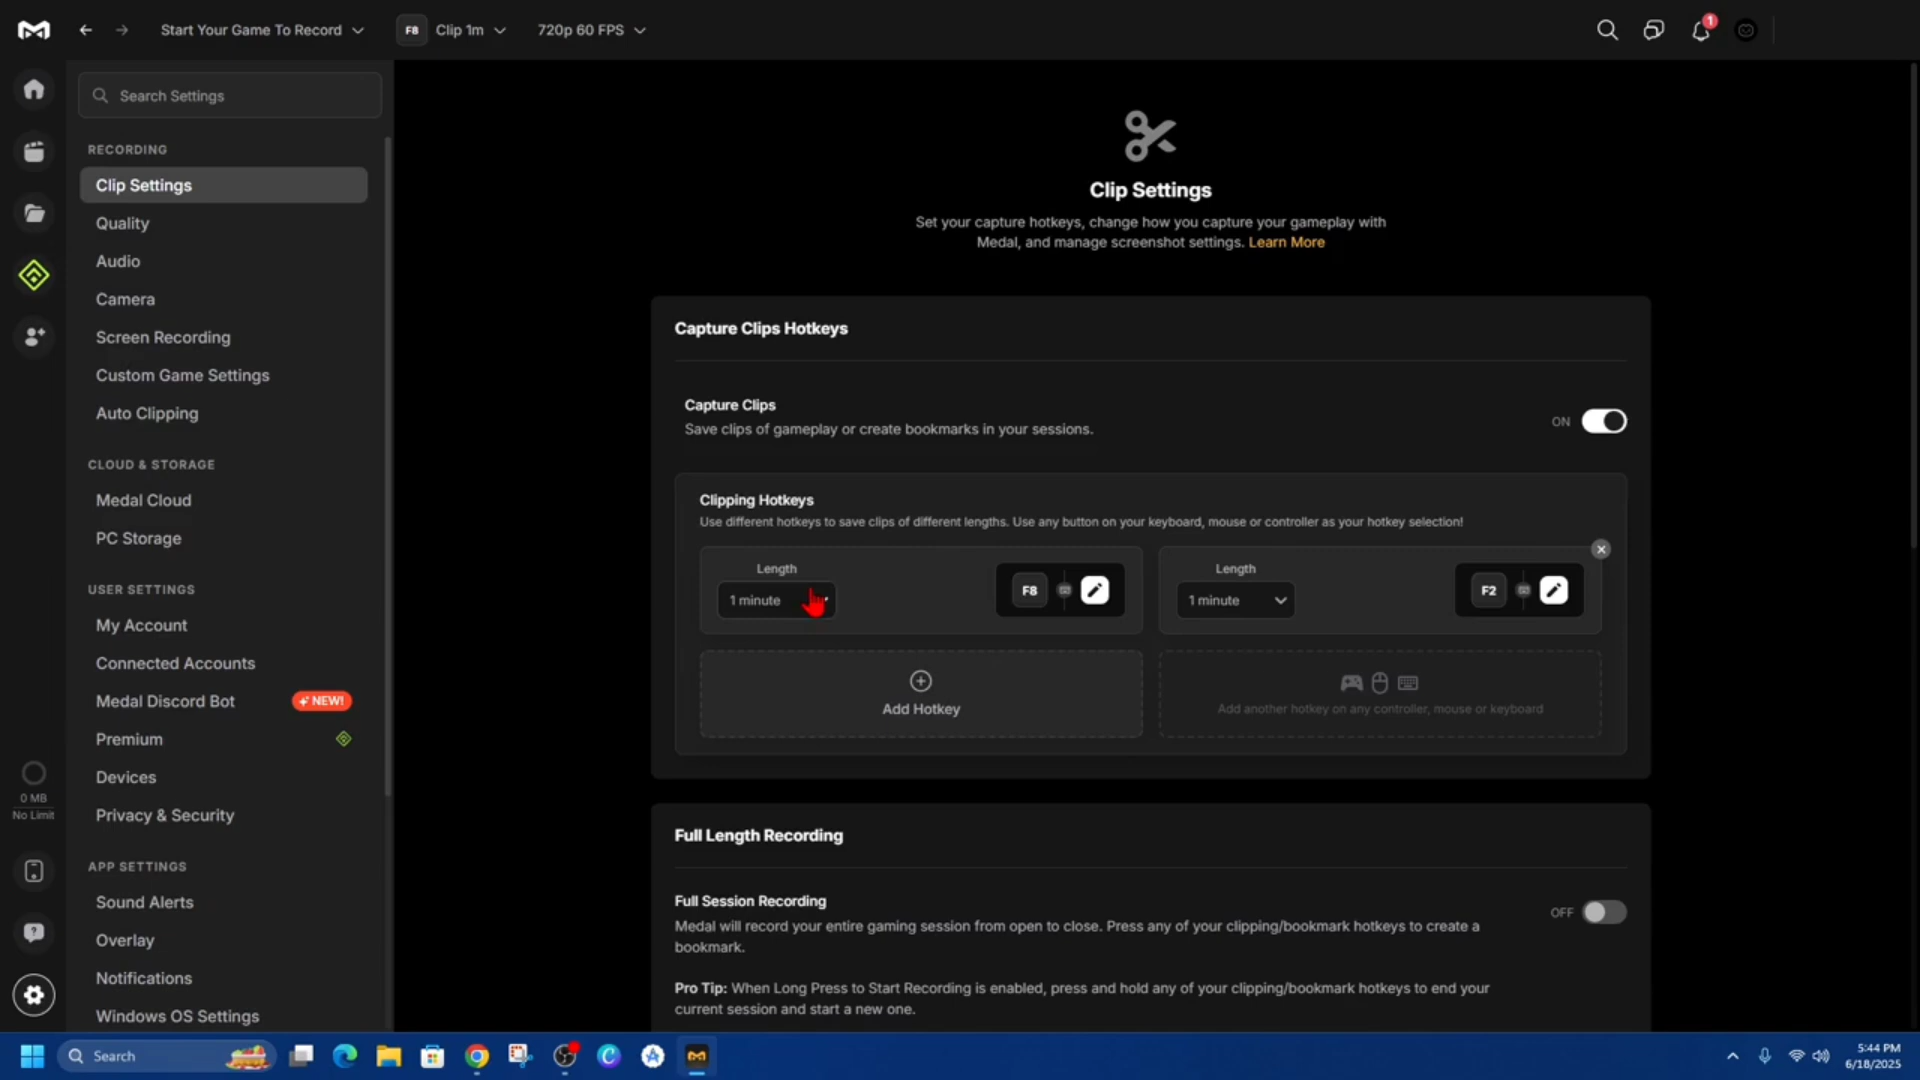 Start Your Game To Record
F8 Clip 1m
720p 60 FPS
1
Search Settings
RECORDING
Clip Settings
Quality
Audio
Camera
Screen Recording
Custom Game Settings
Auto Clipping
CLOUD & STORAGE
Medal Cloud
PC Storage
USER SETTINGS
My Account
Connected Accounts
Medal Discord Bot NEW!
Premium
Devices
Privacy & Security
APP SETTINGS
Sound Alerts
Overlay
Notifications
Windows OS Settings
0 MB
No Limit
Clip Settings
Set your capture hotkeys, change how you capture your gameplay with
Medal, and manage screenshot settings. Learn More
Capture Clips Hotkeys
Capture Clips
Save clips of gameplay or create bookmarks in your sessions.
ON
Clipping Hotkeys
Use different hotkeys to save clips of different lengths. Use any button on your keyboard, mouse or controller as your hotkey selection!
Length
1 minute
F8
Length
1 minute
F2
Add Hotkey
Add another hotkey on any controller, mouse or keyboard
Full Length Recording
Full Session Recording
Medal will record your entire gaming session from open to close. Press any of your clipping/bookmark hotkeys to create a
bookmark.
OFF
Pro Tip: When Long Press to Start Recording is enabled, press and hold any of your clipping/bookmark hotkeys to end your
current session and start a new one.
Search
5:44 PM
6/18/2025